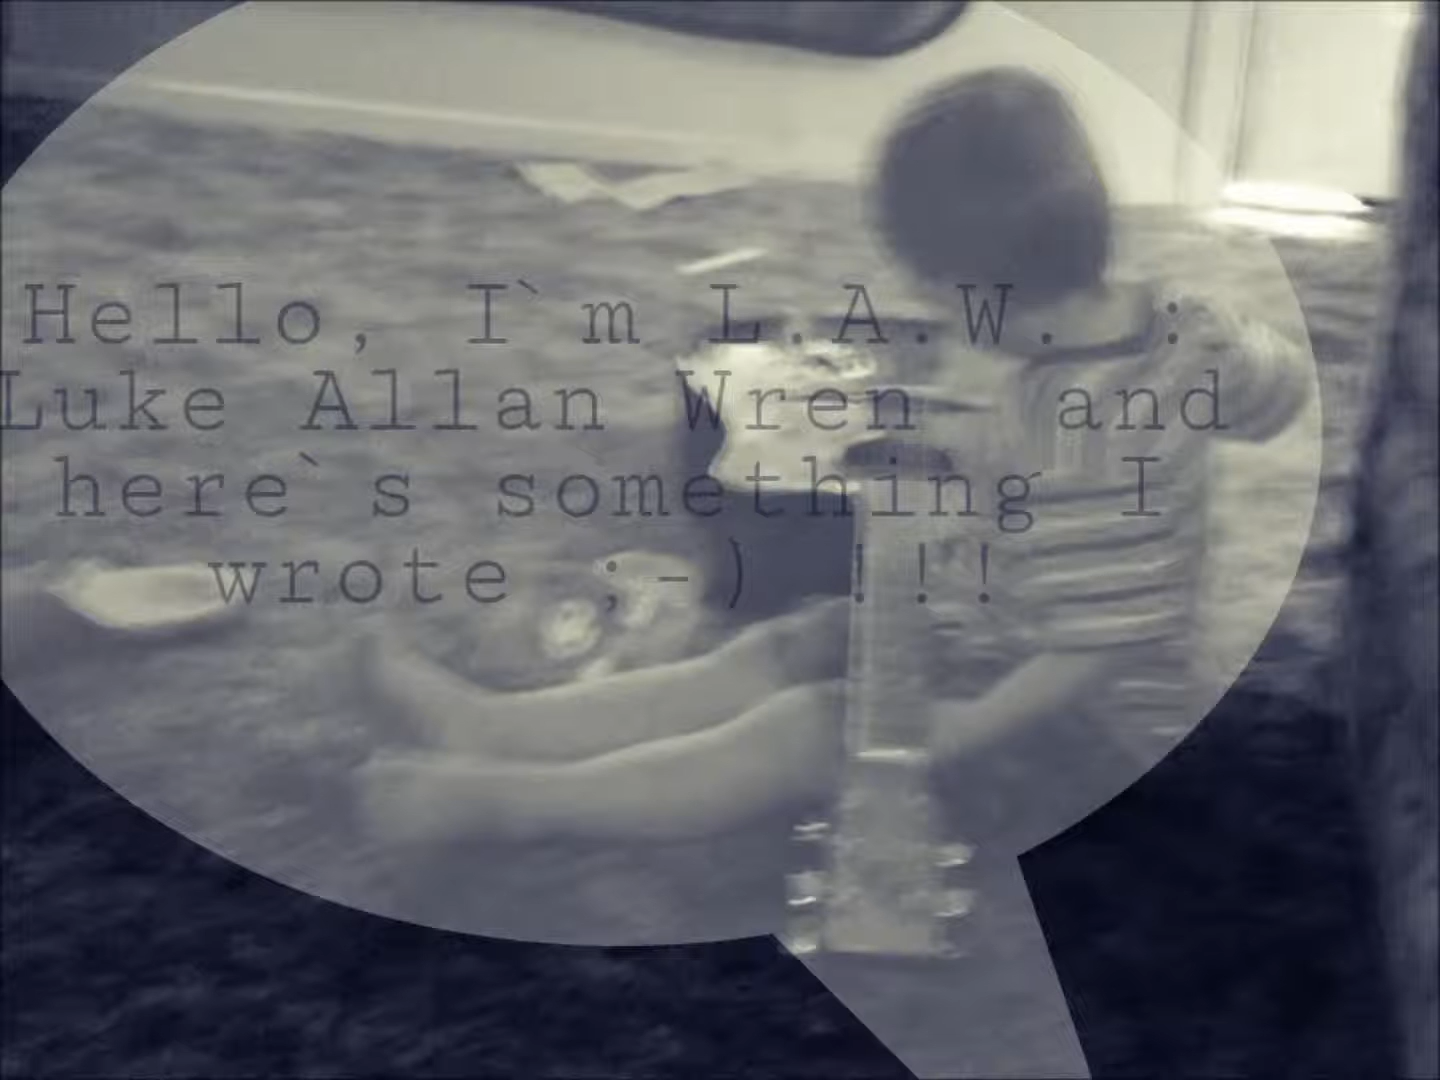 Hello, I`m L.A.W. :
Luke Allan Wren and
here`s something I
wrote ;-) !!!